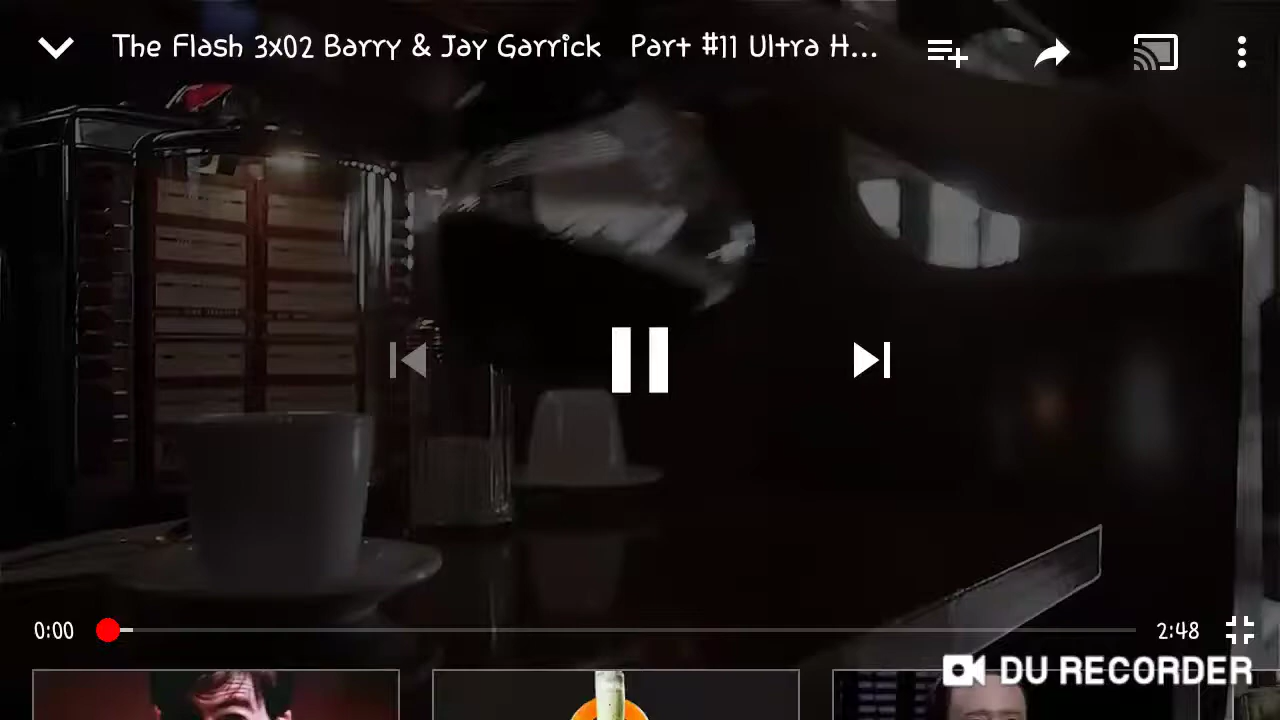 The Flash 3x02 Barry & Jay Garrick Part #11 Ultra H...
0:00
2:48
DU RECORDER